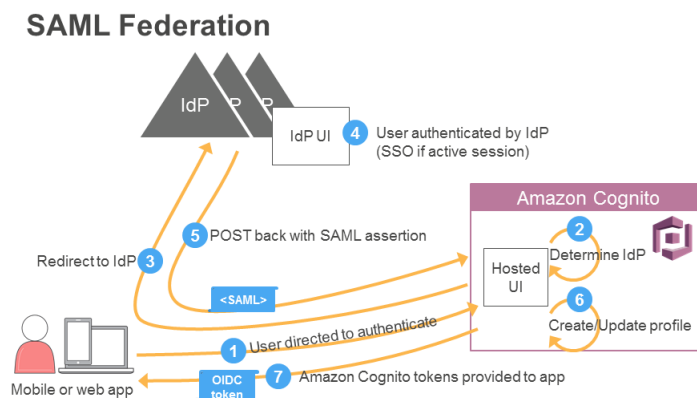 SAML Federation
IdP
P
P
IdP UI
4
User authenticated by IdP
(SSO if active session)
Amazon Cognito
2
Determine IdP
5
POST back with SAML assertion
Redirect to IdP
3
Hosted
UI
<SAML>
6
Create/Update profile
1
User directed to authenticate
7
Amazon Cognito tokens provided to app
OIDC
token
Mobile or web app